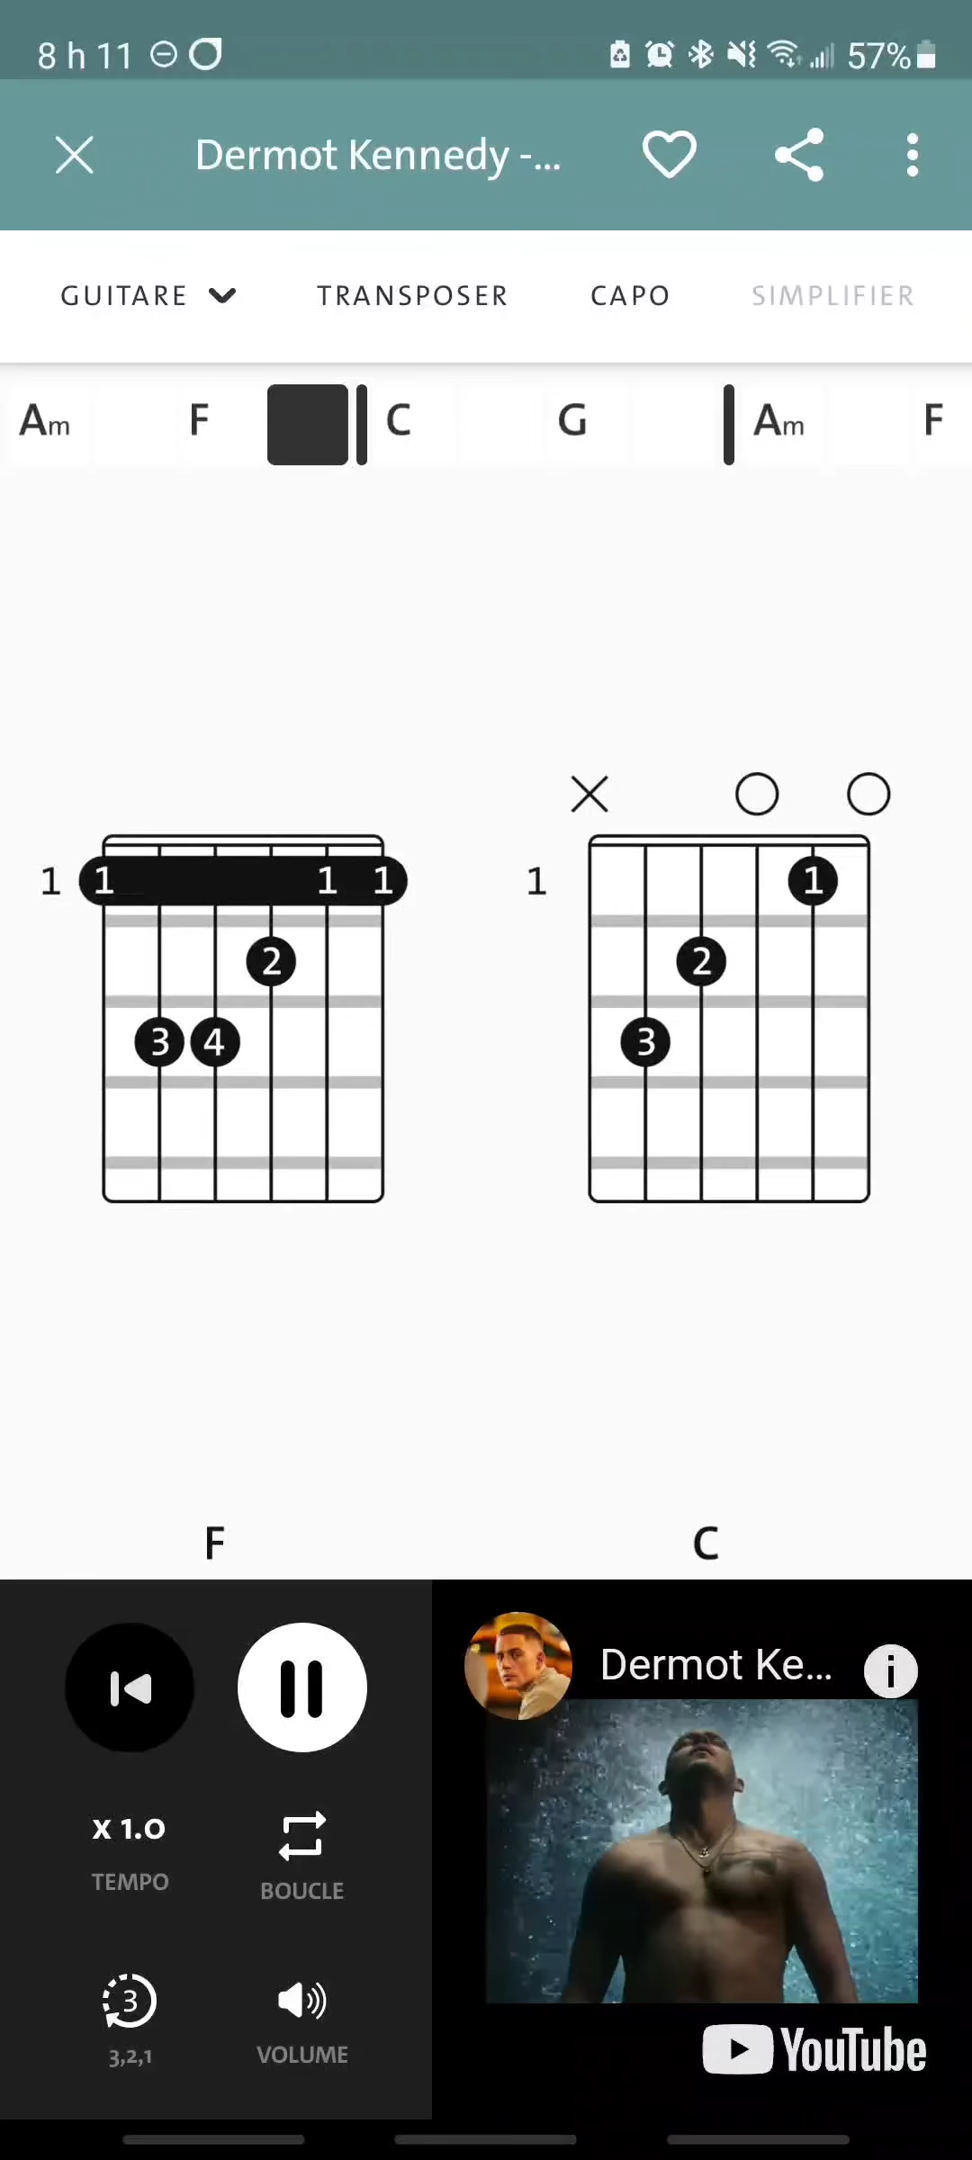 8 h 11 57%
Dermot Kennedy -...
GUITARE TRANSPOSER CAPO SIMPLIFIER
Am F C G Am F
1 1 1 1 1 1
2 2
3 4 3
F C
Dermot Ke... i
x 1.0
TEMPO BOUCLE
3
3,2,1 VOLUME
YouTube